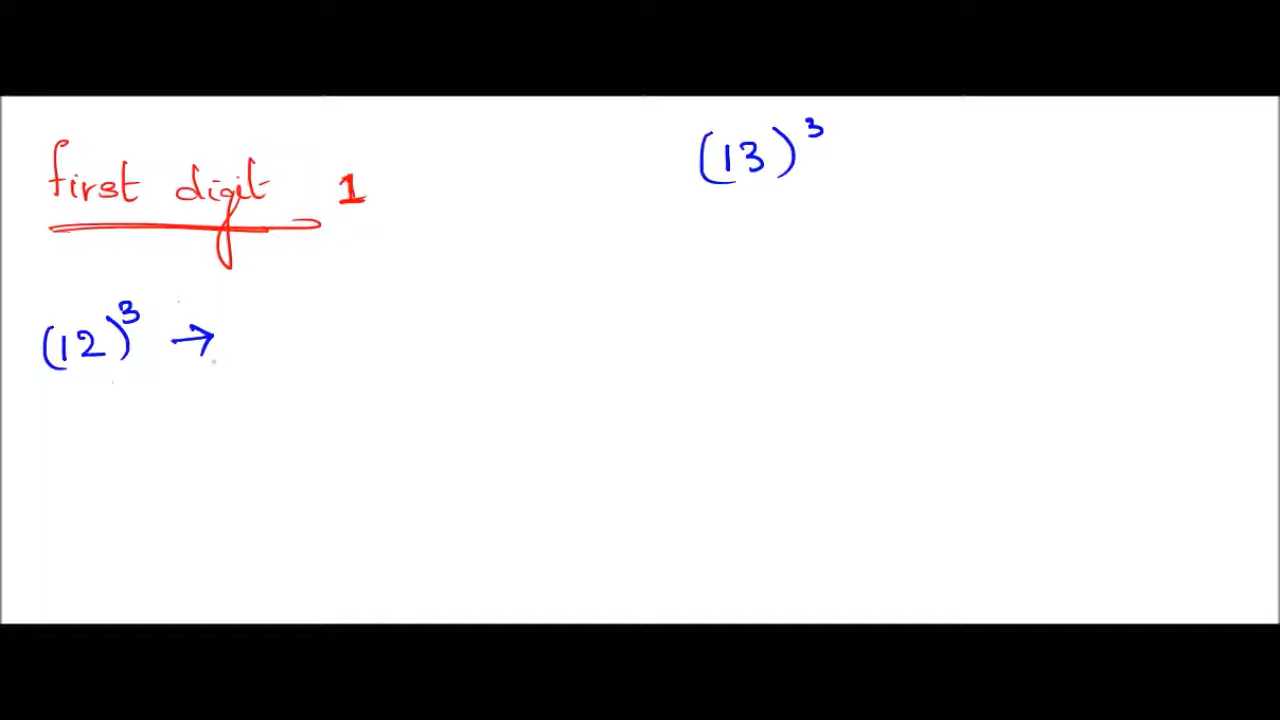 first digit 1
(13)³
(12)³ →